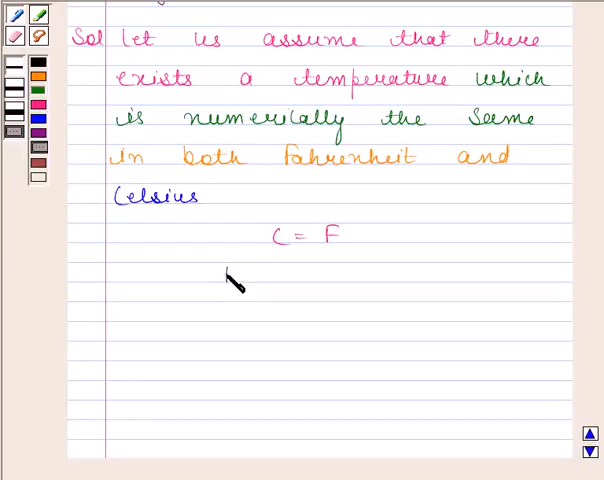 Sol Let us assume that there
exists a temperature which
is numerically the same
in both Fahrenheit and
Celsius
C = F